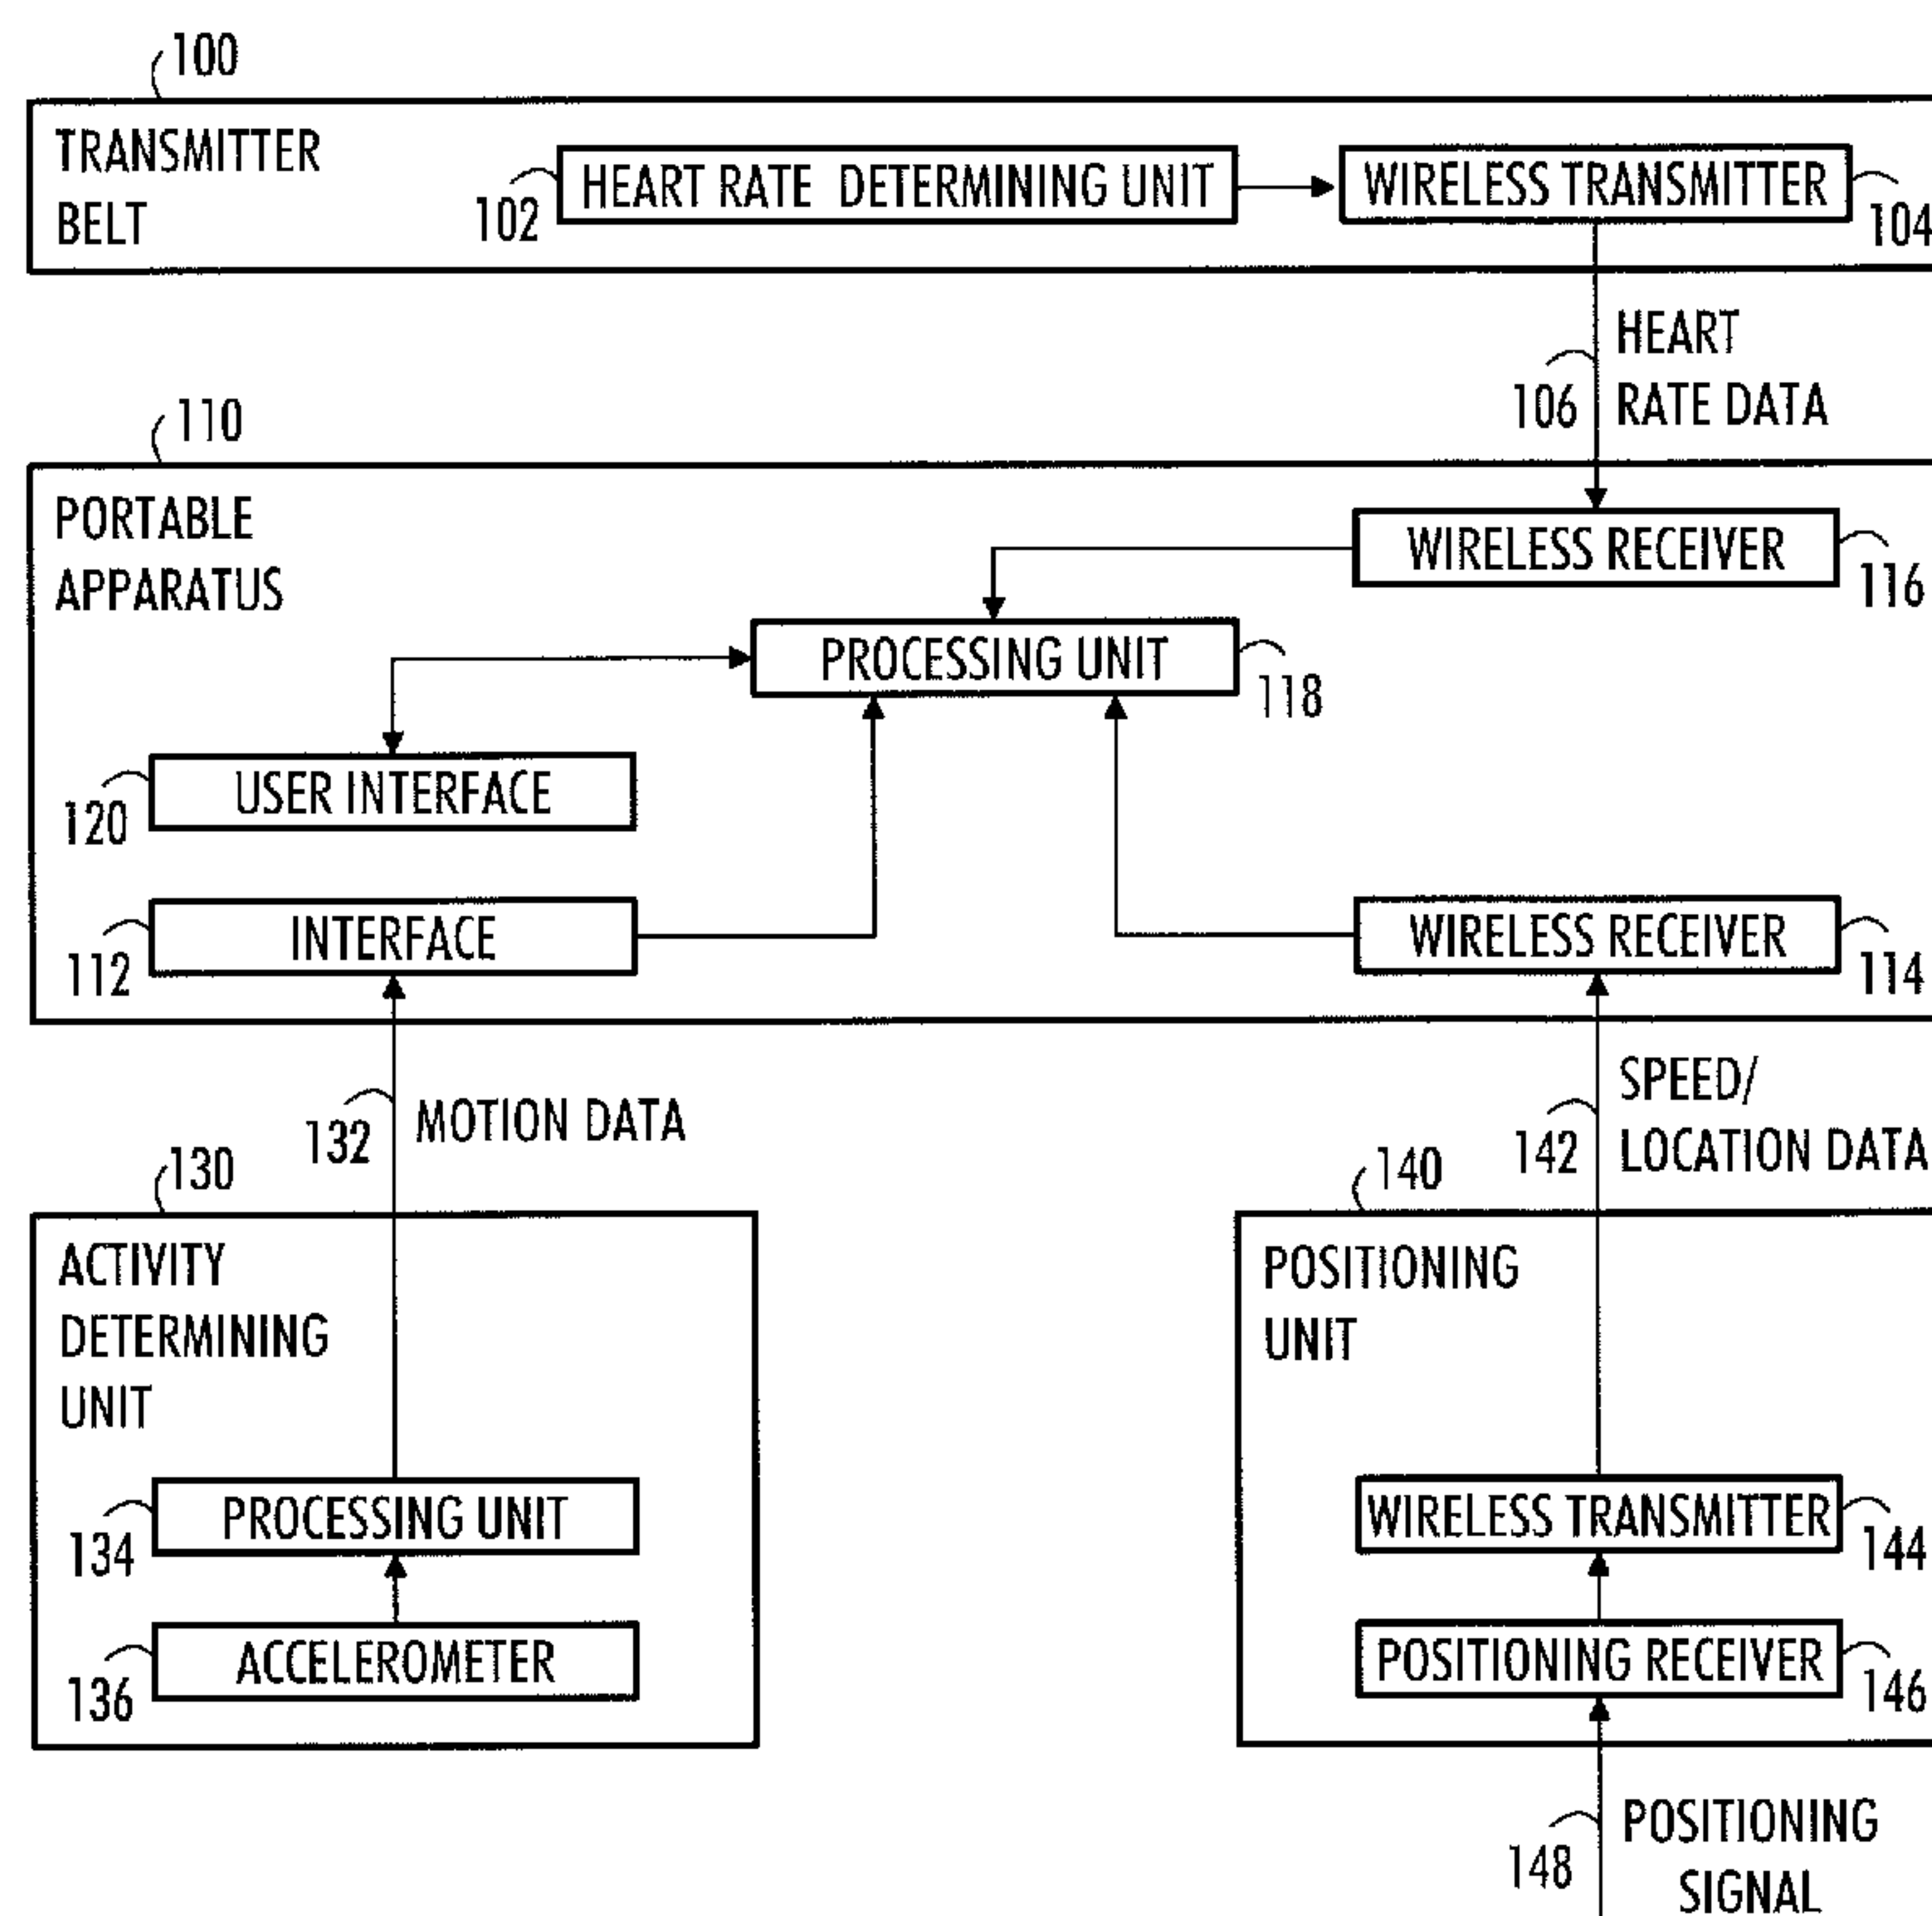 100
TRANSMITTER
BELT
102
HEART RATE DETERMINING UNIT
WIRELESS TRANSMITTER
104
106
HEART
RATE DATA
110
PORTABLE
APPARATUS
WIRELESS RECEIVER
116
PROCESSING UNIT
118
120
USER INTERFACE
112
INTERFACE
WIRELESS RECEIVER
114
132
MOTION DATA
142
SPEED/
LOCATION DATA
130
ACTIVITY
DETERMINING
UNIT
134
PROCESSING UNIT
136
ACCELEROMETER
140
POSITIONING
UNIT
WIRELESS TRANSMITTER
144
POSITIONING RECEIVER
146
148
POSITIONING
SIGNAL